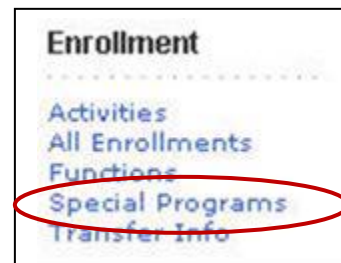 Enrollment
Activities
All Enrollments
Functions
Special Programs
Transfer Info